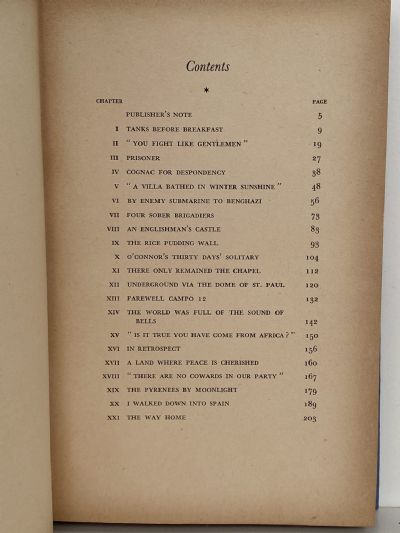 Contents
*
CHAPTER PAGE
PUBLISHER'S NOTE 5
I TANKS BEFORE BREAKFAST 9
II "YOU FIGHT LIKE GENTLEMEN" 19
III PRISONER 27
IV COGNAC FOR DESPONDENCY 38
V "A VILLA BATHED IN WINTER SUNSHINE" 48
VI BY ENEMY SUBMARINE TO BENGHAZI 56
VII FOUR SOBER BRIGADIERS 73
VIII AN ENGLISHMAN'S CASTLE 83
IX THE RICE PUDDING WALL 93
X O'CONNOR'S THIRTY DAYS' SOLITARY 104
XI THERE ONLY REMAINED THE CHAPEL 112
XII UNDERGROUND VIA THE DOME OF ST. PAUL 120
XIII FAREWELL CAMPO 12 132
XIV THE WORLD WAS FULL OF THE SOUND OF
BELLS 142
XV "IS IT TRUE YOU HAVE COME FROM AFRICA?" 150
XVI IN RETROSPECT 156
XVII A LAND WHERE PEACE IS CHERISHED 160
XVIII "THERE ARE NO COWARDS IN OUR PARTY" 167
XIX THE PYRENEES BY MOONLIGHT 179
XX I WALKED DOWN INTO SPAIN 189
XXI THE WAY HOME 203